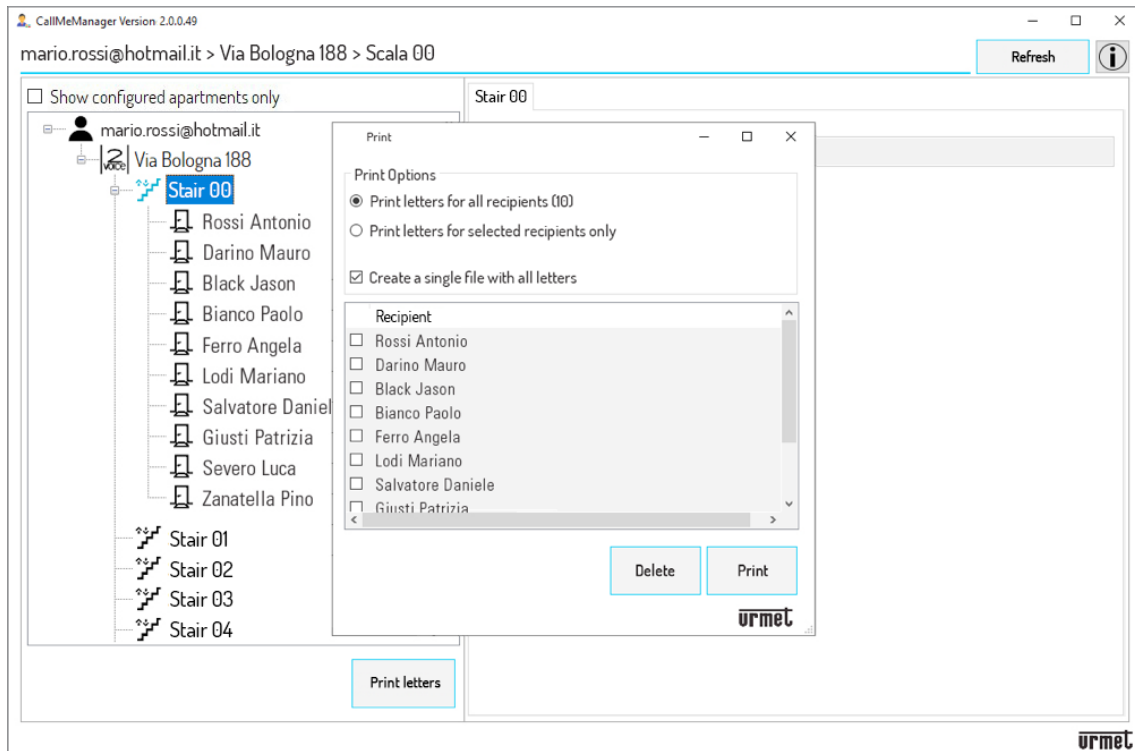 CallMeManager Version 2.0.0.49
mario.rossi@hotmail.it > Via Bologna 188 > Scala 00
Refresh
Show configured apartments only
mario.rossi@hotmail.it
2 VOICE
Via Bologna 188
Stair 00
Rossi Antonio
Darino Mauro
Black Jason
Bianco Paolo
Ferro Angela
Lodi Mariano
Salvatore Daniel
Giusti Patrizia
Severo Luca
Zanatella Pino
Stair 01
Stair 02
Stair 03
Stair 04
Print letters
Stair 00
Print
Print Options
Print letters for all recipients (10)
Print letters for selected recipients only
Create a single file with all letters
Recipient
Rossi Antonio
Darino Mauro
Black Jason
Bianco Paolo
Ferro Angela
Lodi Mariano
Salvatore Daniele
Giusti Patrizia
Delete
Print
urmet
urmet